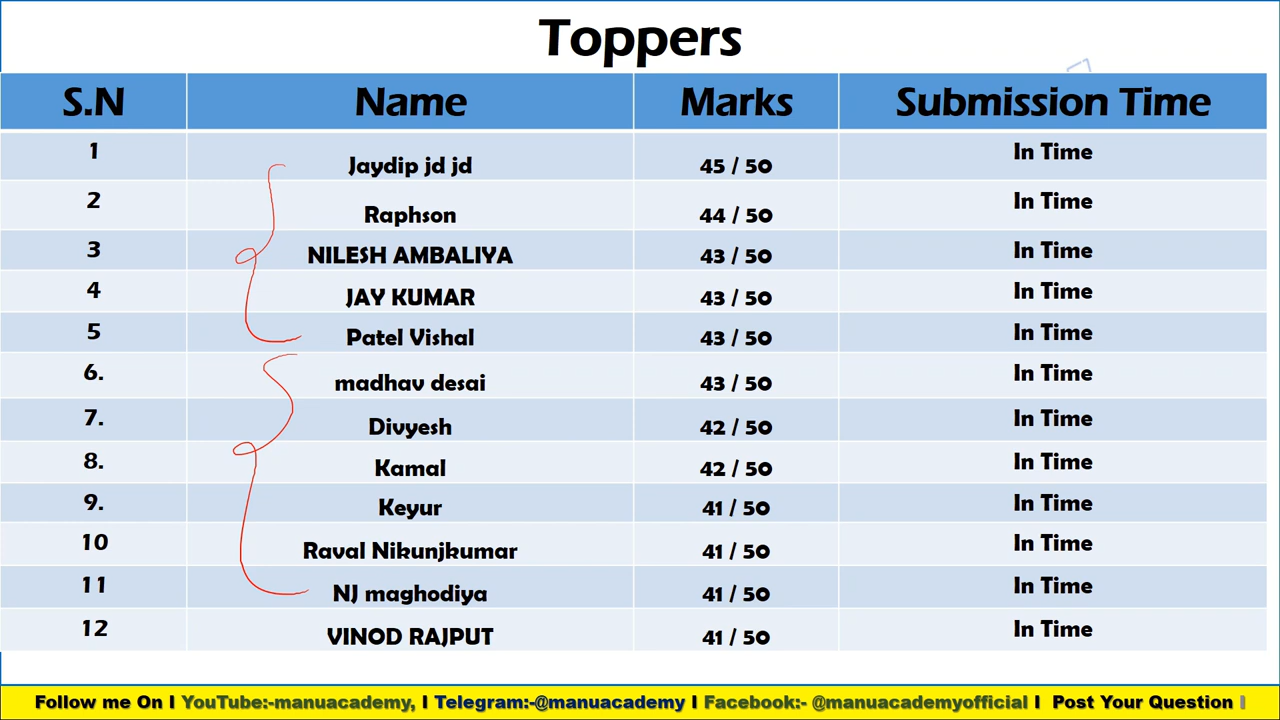 Toppers
S.N Name Marks Submission Time
1 Jaydip jd jd 45 / 50 In Time
2 Raphson 44 / 50 In Time
3 NILESH AMBALIYA 43 / 50 In Time
4 JAY KUMAR 43 / 50 In Time
5 Patel Vishal 43 / 50 In Time
6. madhav desai 43 / 50 In Time
7. Divyesh 42 / 50 In Time
8. Kamal 42 / 50 In Time
9. Keyur 41 / 50 In Time
10 Raval Nikunjkumar 41 / 50 In Time
11 NJ maghodiya 41 / 50 In Time
12 VINOD RAJPUT 41 / 50 In Time
Follow me On I YouTube:-manuacademy, I Telegram:-@manuacademy I Facebook:- @manuacademyofficial I Post Your Question I